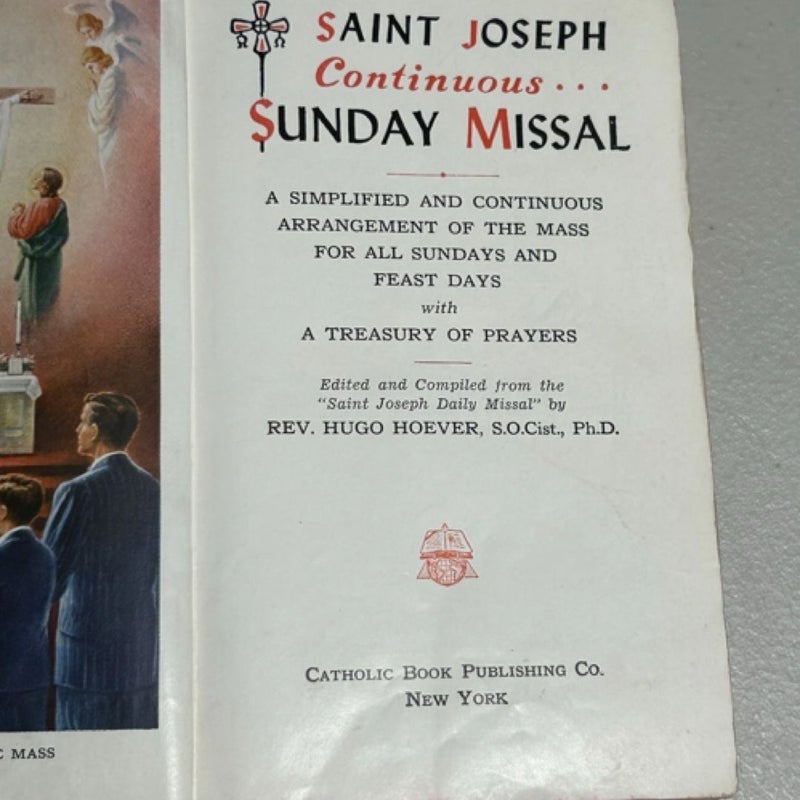 SAINT JOSEPH
Continuous...
SUNDAY MISSAL
A SIMPLIFIED AND CONTINUOUS
ARRANGEMENT OF THE MASS
FOR ALL SUNDAYS AND
FEAST DAYS
with
A TREASURY OF PRAYERS
Edited and Compiled from the
"Saint Joseph Daily Missal" by
REV. HUGO HOEVER, S.O.Cist., Ph.D.
CATHOLIC BOOK PUBLISHING CO.
NEW YORK
MASS